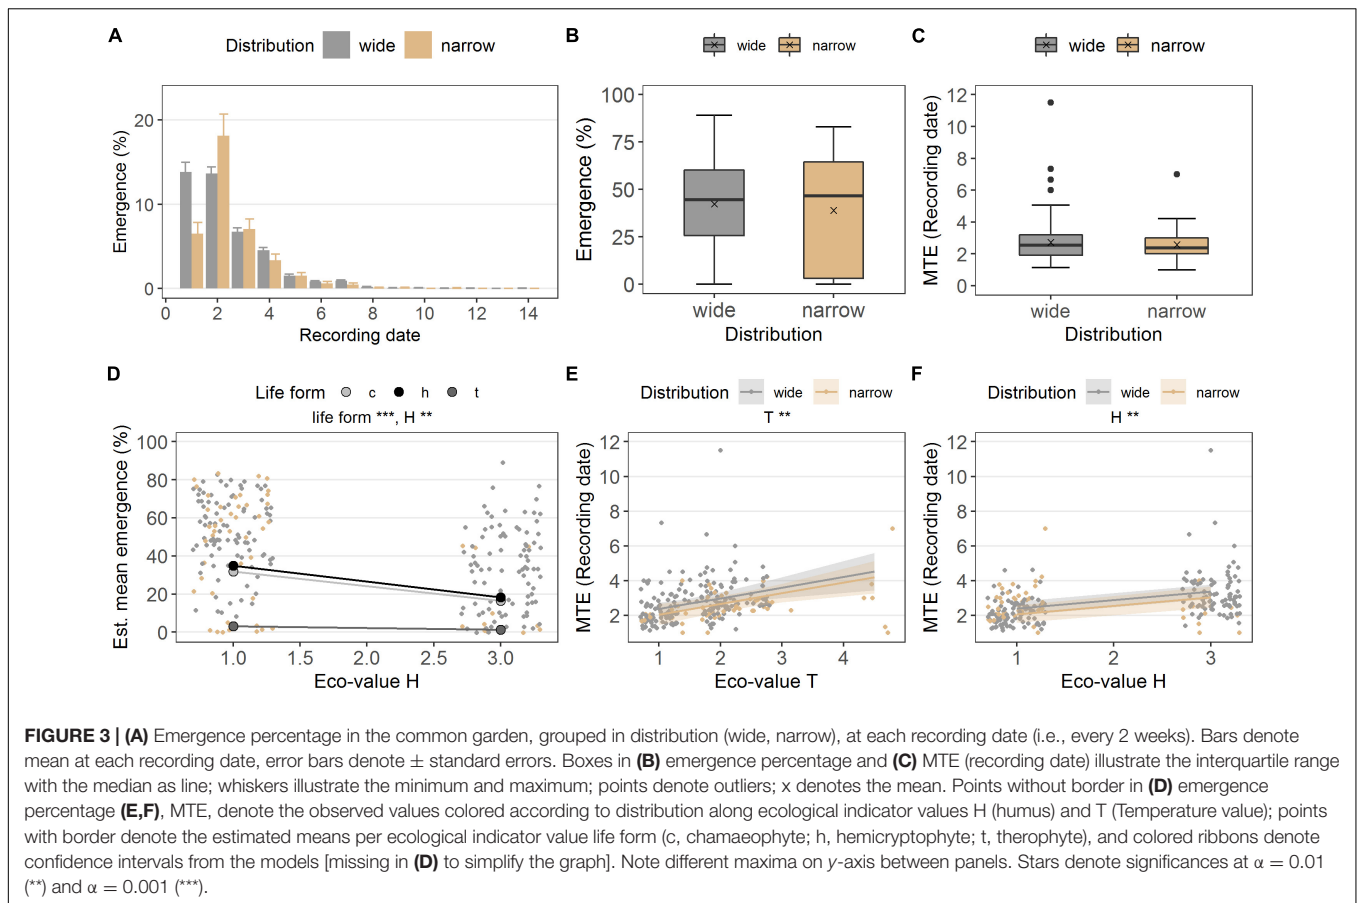 A
Distribution wide narrow
Emergence (%)
20
10
0
0 2 4 6 8 10 12 14
Recording date
B
wide narrow
Emergence (%)
100
75
50
25
0
wide narrow
Distribution
C
wide narrow
MTE (Recording date)
12
10
8
6
4
2
0
wide narrow
Distribution
D
Life form c h t
life form ***, H **
Est. mean emergence (%)
100
80
60
40
20
0
1.0 1.5 2.0 2.5 3.0
Eco-value H
E
Distribution wide narrow
T **
MTE (Recording date)
12
10
8
6
4
2
1 2 3 4
Eco-value T
F
Distribution wide narrow
H **
MTE (Recording date)
12
10
8
6
4
2
1 2 3
Eco-value H
FIGURE 3 | (A) Emergence percentage in the common garden, grouped in distribution (wide, narrow), at each recording date (i.e., every 2 weeks). Bars denote
mean at each recording date, error bars denote ± standard errors. Boxes in (B) emergence percentage and (C) MTE (recording date) illustrate the interquartile range
with the median as line; whiskers illustrate the minimum and maximum; points denote outliers; x denotes the mean. Points without border in (D) emergence
percentage (E,F), MTE, denote the observed values colored according to distribution along ecological indicator values H (humus) and T (Temperature value); points
with border denote the estimated means per ecological indicator value life form (c, chamaeophyte; h, hemicryptophyte; t, therophyte), and colored ribbons denote
confidence intervals from the models [missing in (D) to simplify the graph]. Note different maxima on y-axis between panels. Stars denote significances at α = 0.01
(**) and α = 0.001 (***).